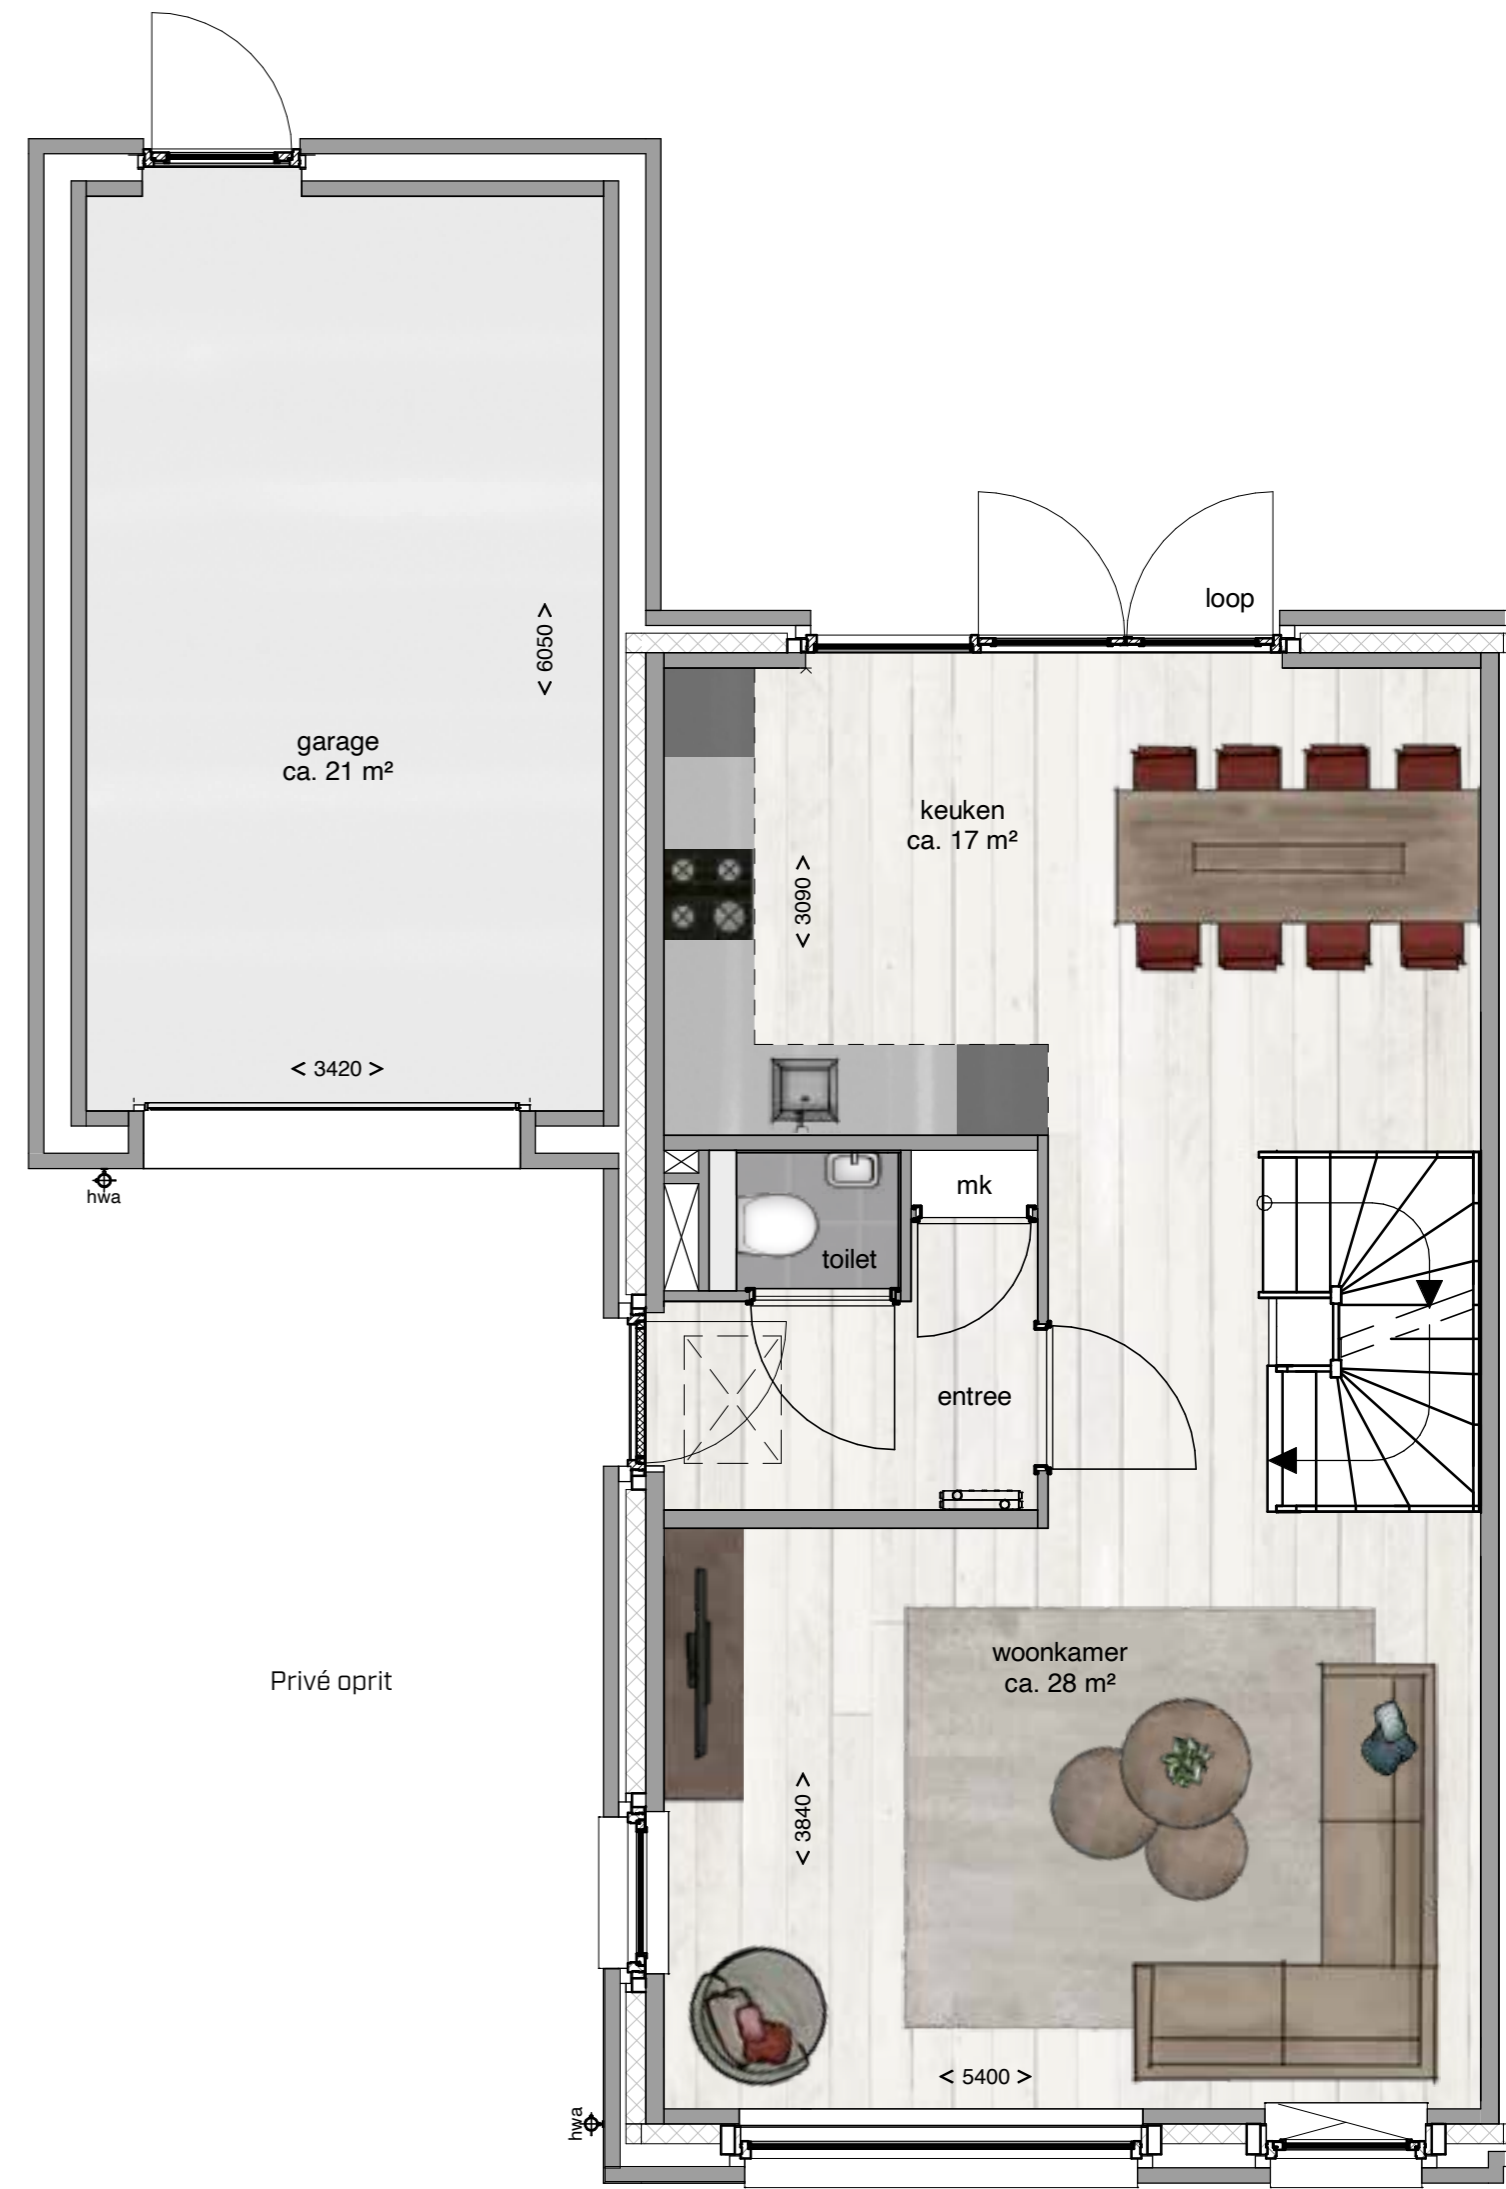 loop
< 6050 >
garage
ca. 21 m²
keuken
ca. 17 m²
< 3090 >
< 3420 >
hwa
mk
toilet
entree
woonkamer
ca. 28 m²
Privé oprit
< 3840 >
< 5400 >
hwa